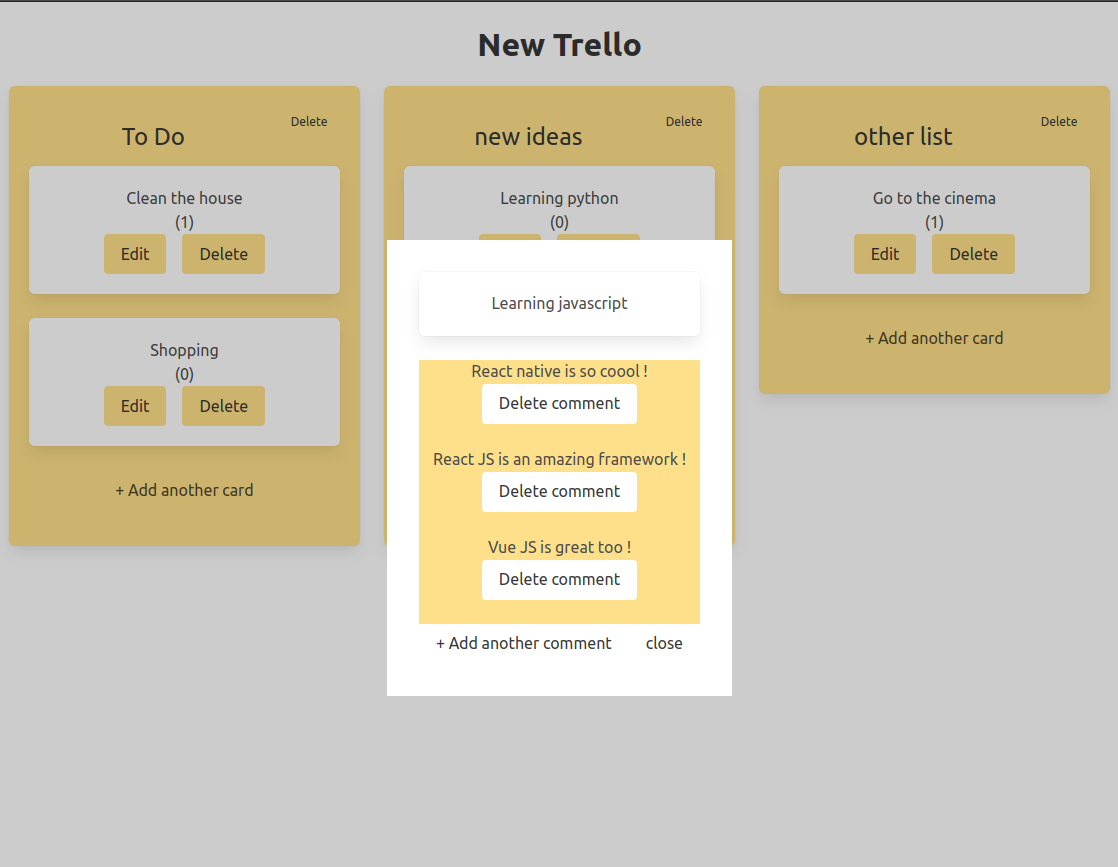 New Trello
To Do
Delete
Clean the house
(1)
Edit
Delete
Shopping
(0)
Edit
Delete
+ Add another card
new ideas
Delete
Learning python
(0)
Learning javascript
React native is so coool !
Delete comment
React JS is an amazing framework !
Delete comment
Vue JS is great too !
Delete comment
+ Add another comment
close
other list
Delete
Go to the cinema
(1)
Edit
Delete
+ Add another card